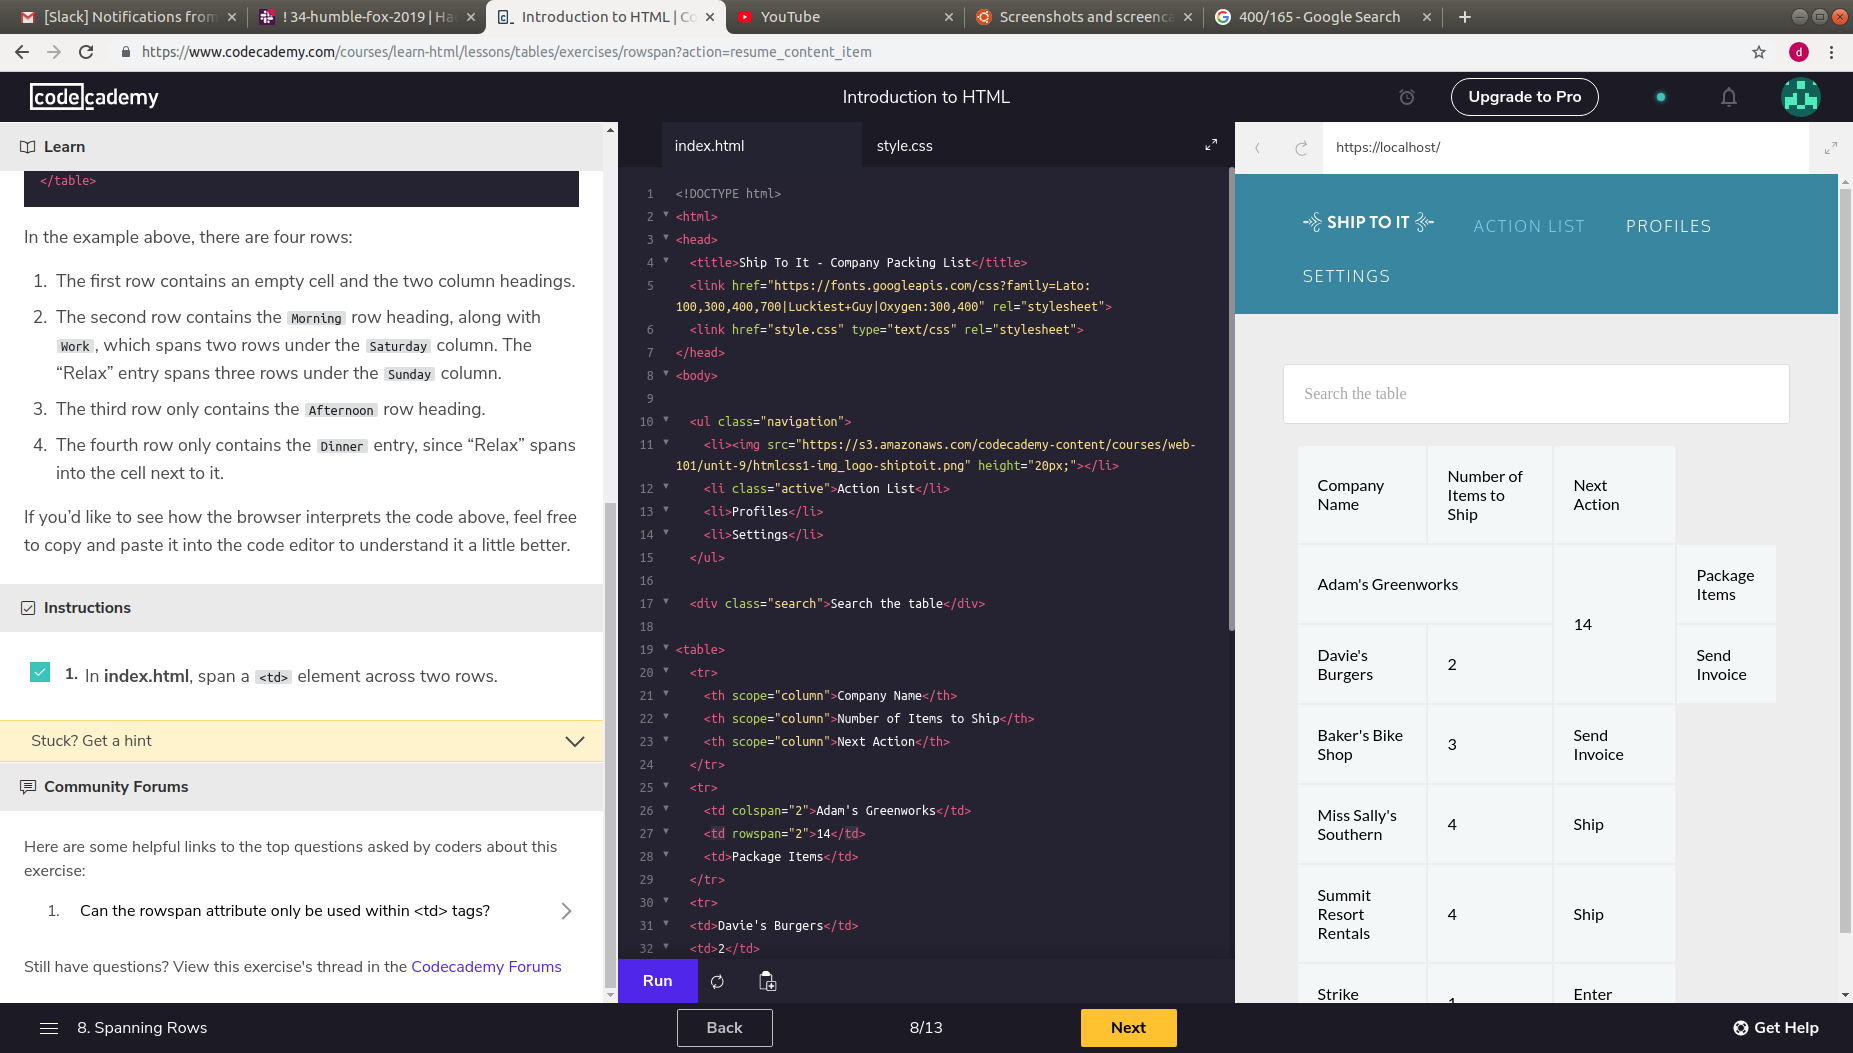 [Slack] Notifications from
! 34-humble-fox-2019 | Ha
Introduction to HTML | Co
YouTube
Screenshots and screenca
400/165 - Google Search
https://www.codecademy.com/courses/learn-html/lessons/tables/exercises/rowspan?action=resume_content_item
d
codecademy
Introduction to HTML
Upgrade to Pro
Learn
</table>
In the example above, there are four rows:
1. The first row contains an empty cell and the two column headings.
2. The second row contains the Morning row heading, along with
Work, which spans two rows under the Saturday column. The
“Relax” entry spans three rows under the Sunday column.
3. The third row only contains the Afternoon row heading.
4. The fourth row only contains the Dinner entry, since “Relax” spans
into the cell next to it.
If you’d like to see how the browser interprets the code above, feel free
to copy and paste it into the code editor to understand it a little better.
Instructions
1. In index.html, span a <td> element across two rows.
Stuck? Get a hint
Community Forums
Here are some helpful links to the top questions asked by coders about this
exercise:
1. Can the rowspan attribute only be used within <td> tags?
Still have questions? View this exercise's thread in the Codecademy Forums
index.html
style.css
1 <!DOCTYPE html>
2 <html>
3 <head>
4 <title>Ship To It - Company Packing List</title>
5 <link href="https://fonts.googleapis.com/css?family=Lato:
100,300,400,700|Luckiest+Guy|Oxygen:300,400" rel="stylesheet">
6 <link href="style.css" type="text/css" rel="stylesheet">
7 </head>
8 <body>
9
10 <ul class="navigation">
11 <li><img src="https://s3.amazonaws.com/codecademy-content/courses/web-
101/unit-9/htmlcss1-img_logo-shiptoit.png" height="20px;"></li>
12 <li class="active">Action List</li>
13 <li>Profiles</li>
14 <li>Settings</li>
15 </ul>
16
17 <div class="search">Search the table</div>
18
19 <table>
20 <tr>
21 <th scope="column">Company Name</th>
22 <th scope="column">Number of Items to Ship</th>
23 <th scope="column">Next Action</th>
24 </tr>
25 <tr>
26 <td colspan="2">Adam's Greenworks</td>
27 <td rowspan="2">14</td>
28 <td>Package Items</td>
29 </tr>
30 <tr>
31 <td>Davie's Burgers</td>
32 <td>2</td>
Run
https://localhost/
SHIP TO IT
ACTION LIST
PROFILES
SETTINGS
Search the table
Company
Name
Number of
Items to
Ship
Next
Action
Adam's Greenworks
14
Package
Items
Davie's
Burgers
2
Send
Invoice
Baker's Bike
Shop
3
Send
Invoice
Miss Sally's
Southern
4
Ship
Summit
Resort
Rentals
4
Ship
Strike
1
Enter
8. Spanning Rows
Back
8/13
Next
Get Help